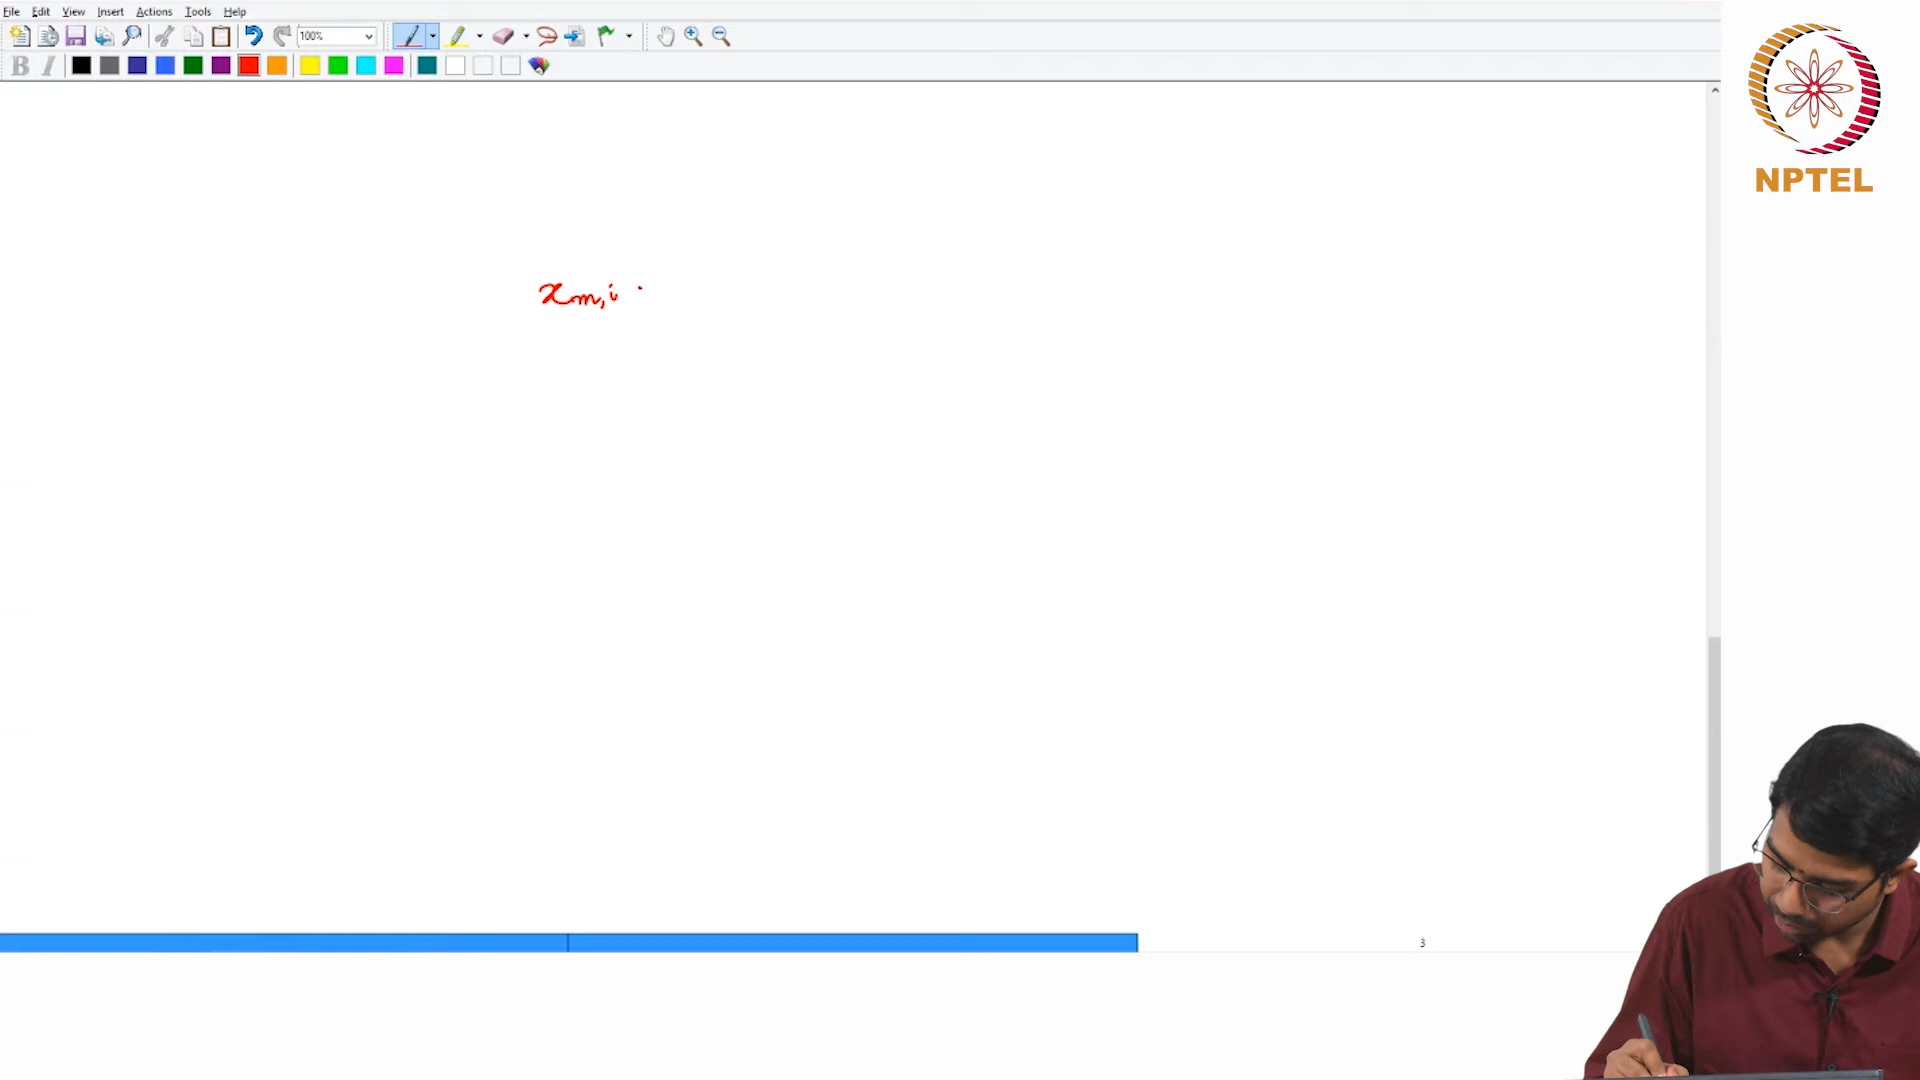 File Edit View Insert Actions Tools Help
100%
B I
NPTEL
x_{m,i}
3